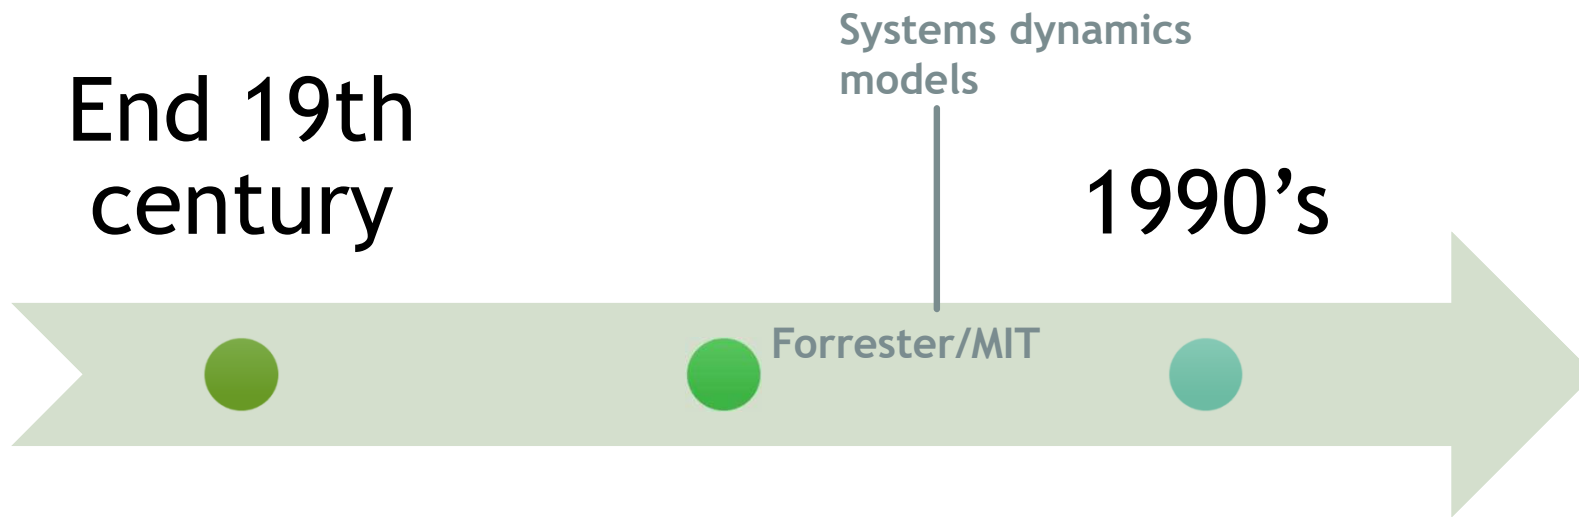 End 19th
century
Systems dynamics
models
1990’s
Forrester/MIT